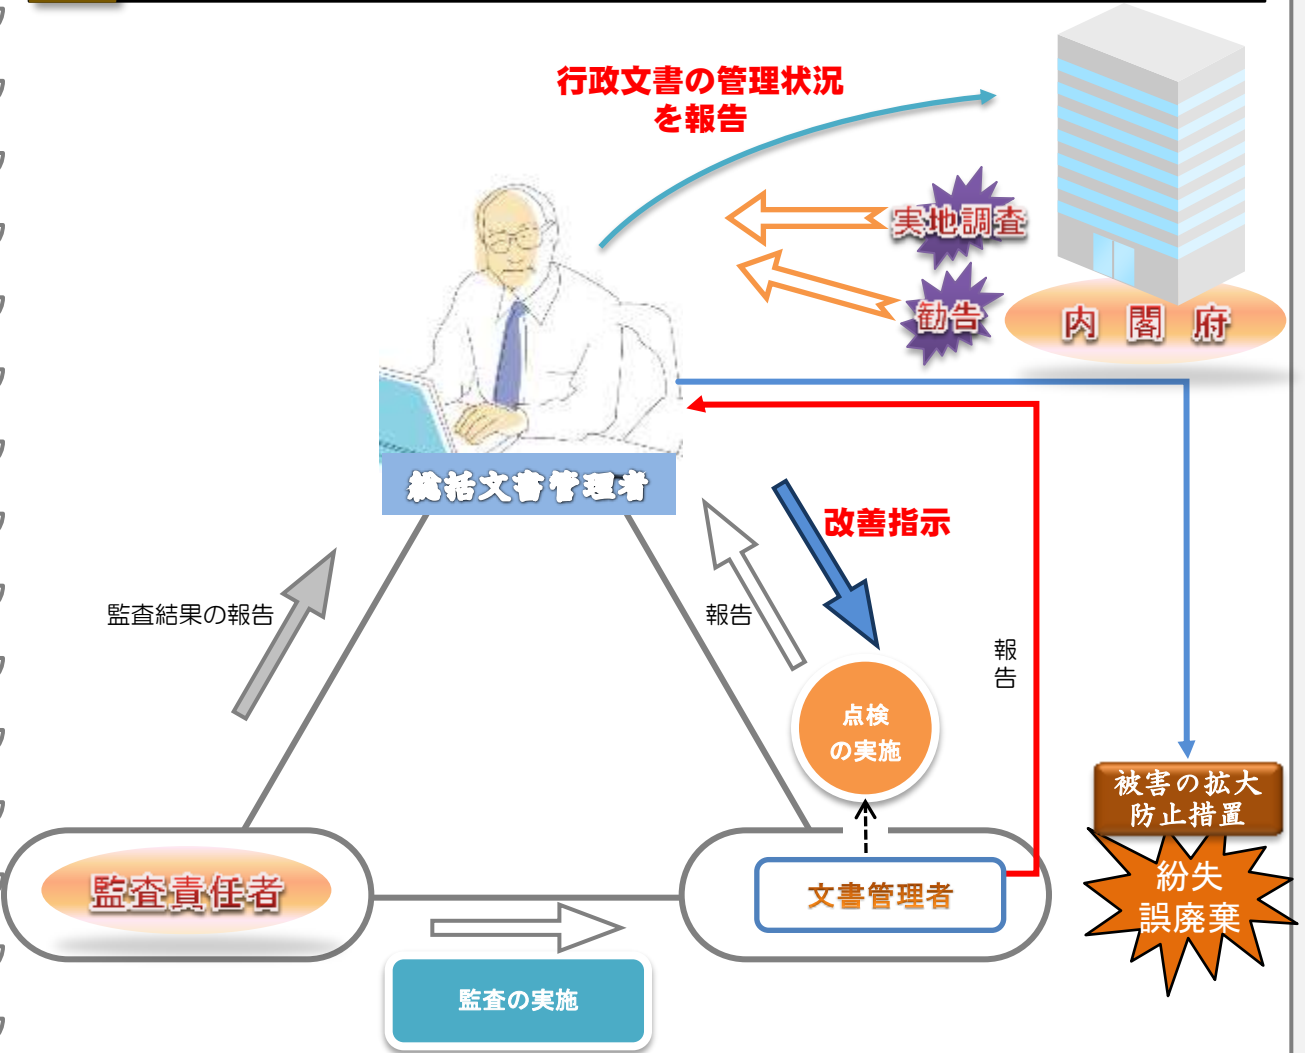 行政文書の管理状況
を報告
実地調査
勧告
内閣府
総括文書管理者
改善指示
監査結果の報告
報告
報
告
点検
の実施
被害の拡大
防止措置
紛失
誤廃棄
監査責任者
文書管理者
監査の実施